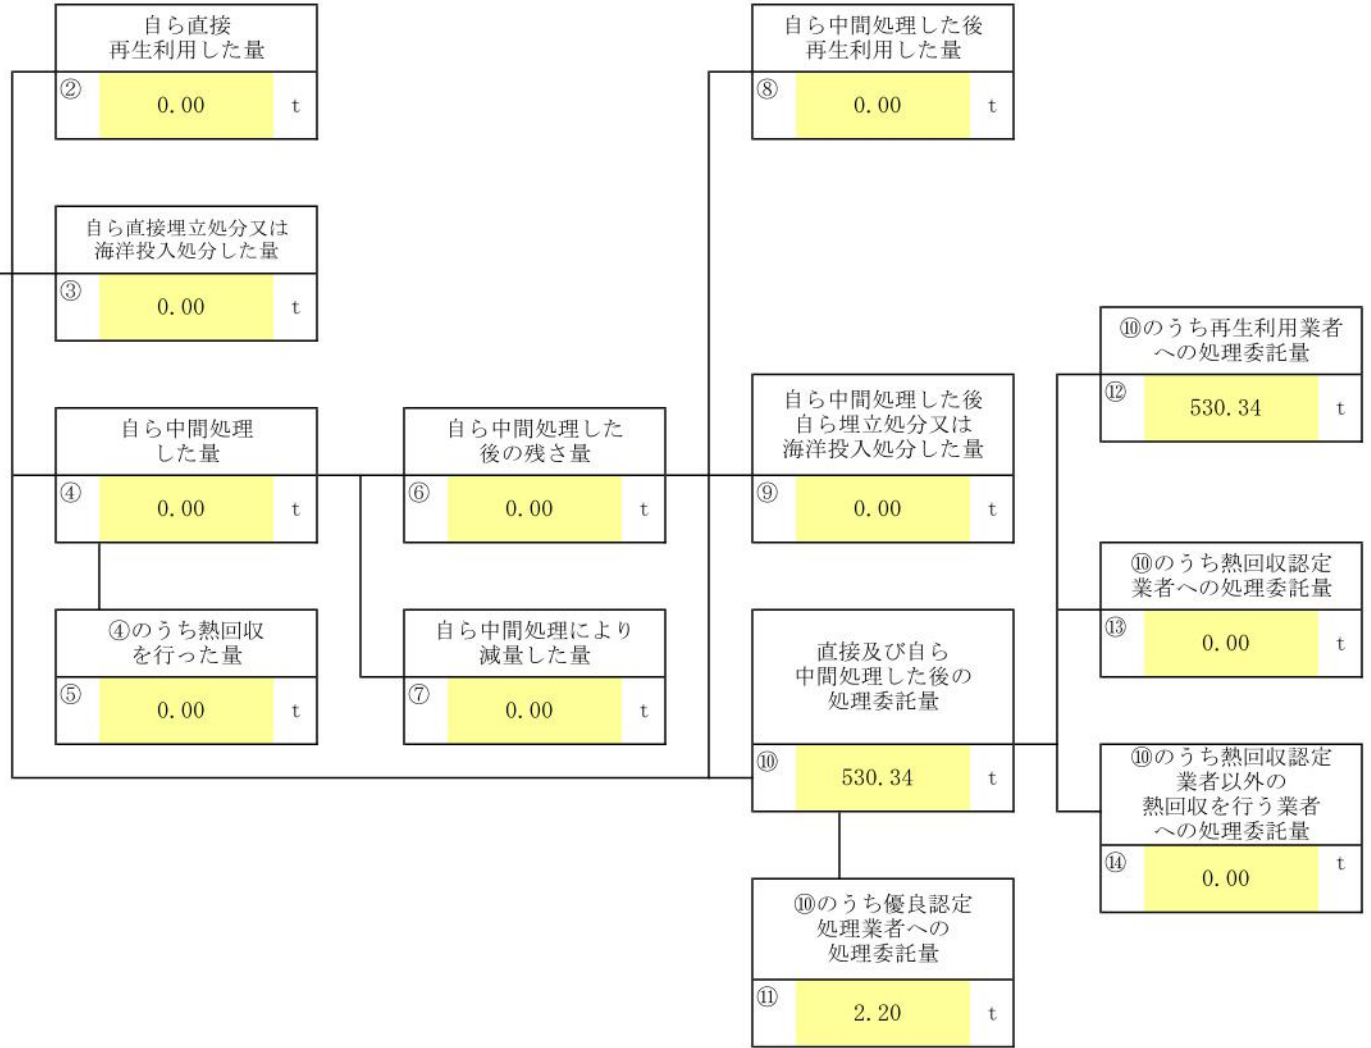 自ら直接
再生利用した量
②
0.00
t
自ら中間処理した後
再生利用した量
⑧
0.00
t
自ら直接埋立処分又は
海洋投入処分した量
③
0.00
t
⑩のうち再生利用業者
への処理委託量
⑫
530.34
t
自ら中間処理
した量
④
0.00
t
自ら中間処理した
後の残さ量
⑥
0.00
t
自ら中間処理した後
自ら埋立処分又は
海洋投入処分した量
⑨
0.00
t
⑩のうち熱回収認定
業者への処理委託量
⑬
0.00
t
④のうち熱回収
を行った量
⑤
0.00
t
自ら中間処理により
減量した量
⑦
0.00
t
直接及び自ら
中間処理した後の
処理委託量
⑩
530.34
t
⑩のうち熱回収認定
業者以外の
熱回収を行う業者
への処理委託量
⑭
0.00
t
⑩のうち優良認定
処理業者への
処理委託量
⑪
2.20
t